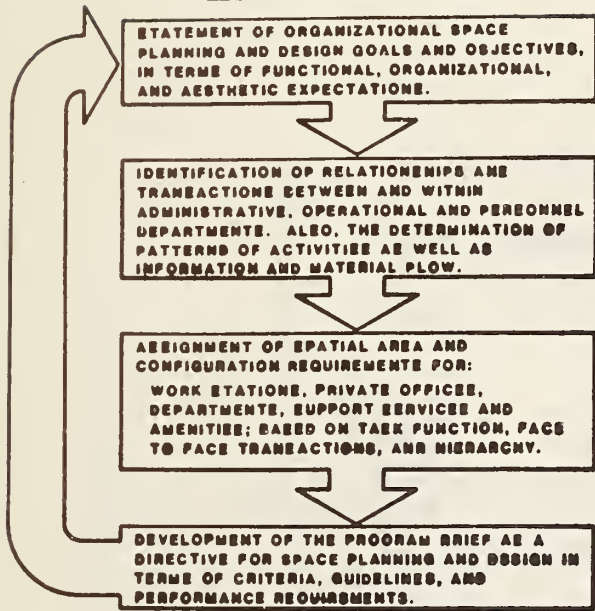 STATEMENT OF ORGANIZATIONAL SPACE
PLANNING AND DESIGN GOALS AND OBJECTIVES,
IN TERMS OF FUNCTIONAL, ORGANIZATIONAL,
AND AESTHETIC EXPECTATIONS.
IDENTIFICATION OF RELATIONSHIPS AND
TRANSACTIONS BETWEEN AND WITHIN
ADMINISTRATIVE, OPERATIONAL AND PERSONNEL
DEPARTMENTS. ALSO, THE DETERMINATION OF
PATTERNS OF ACTIVITIES AS WELL AS
INFORMATION AND MATERIAL FLOW.
ASSIGNMENT OF SPATIAL AREA AND
CONFIGURATION REQUIREMENTS FOR:
WORK STATIONS, PRIVATE OFFICES,
DEPARTMENTS, SUPPORT SERVICES AND
AMENITIES; BASED ON TASK FUNCTION, FACE
TO FACE TRANSACTIONS, AND HIERARCHY.
DEVELOPMENT OF THE PROGRAM BRIEF AS A
DIRECTIVE FOR SPACE PLANNING AND DESIGN IN
TERMS OF CRITERIA, GUIDELINES, AND
PERFORMANCE REQUIREMENTS.